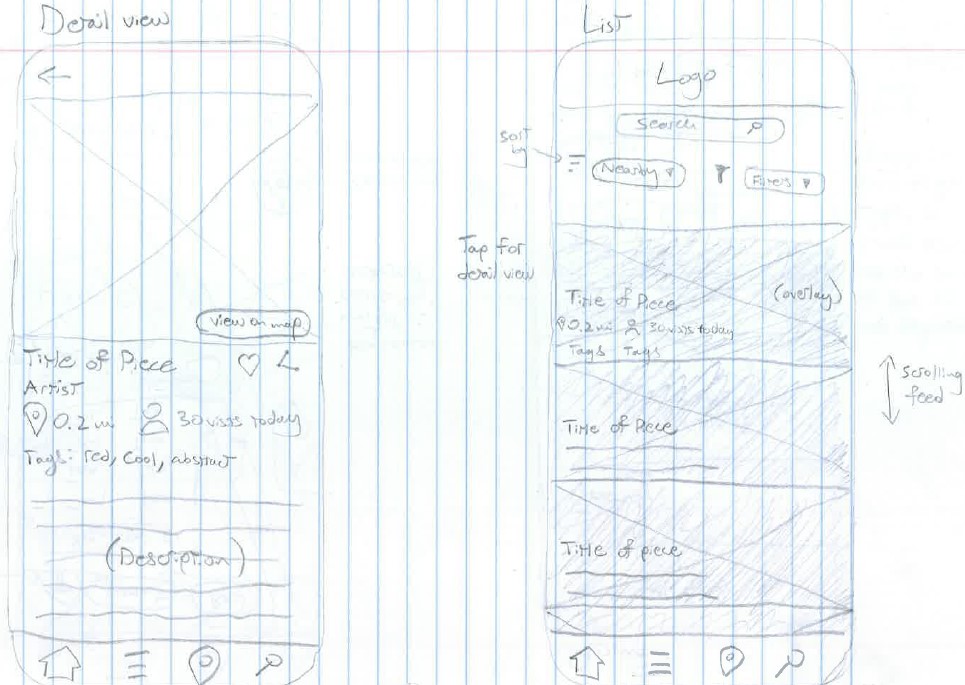 Detail view
View on map
Title of Piece
Artist
0.2 mi 30 visits today
Tags: red, cool, abstract
(Description)
List
Logo
Search
Sort
by
Nearby
Filters
Tap for
detail view
Title of Piece
(overlay)
0.2 mi 30 visits today
Tags Tags
Scrolling
feed
Title of Piece
Title of piece